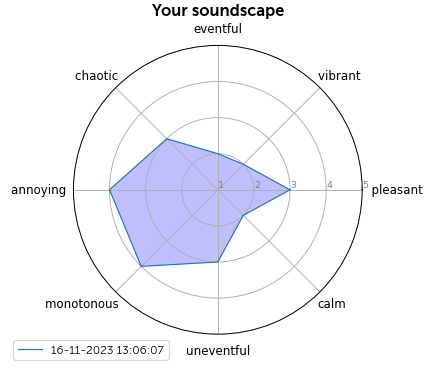 Your soundscape
eventful
chaotic
vibrant
annoying
1 2 3 4 5
pleasant
monotonous
calm
uneventful
16-11-2023 13:06:07